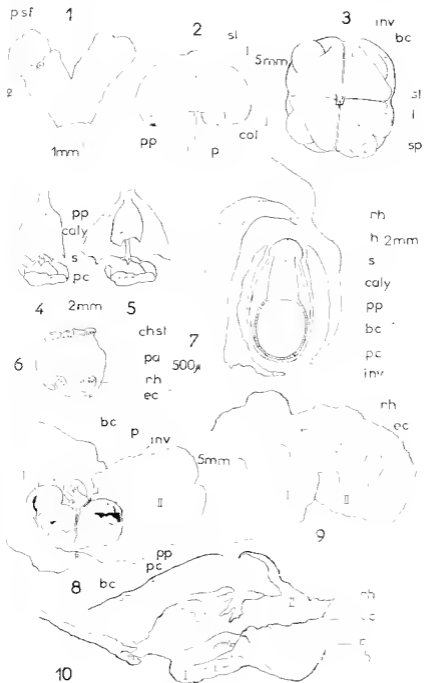 psf 1
2 sl
3 inv
bc
5mm
sl
l
sp
1mm
pp
p
col
pp
caly
s
pc
4 2mm 5
rh
h 2mm
s
caly
pp
bc
pc
inv
6
chsl
pa
rh
ec
7
500µ
bc
p
inv
5mm
I
II
rh
ec
I
II
9
pp
pc
8
bc
rh
I
10